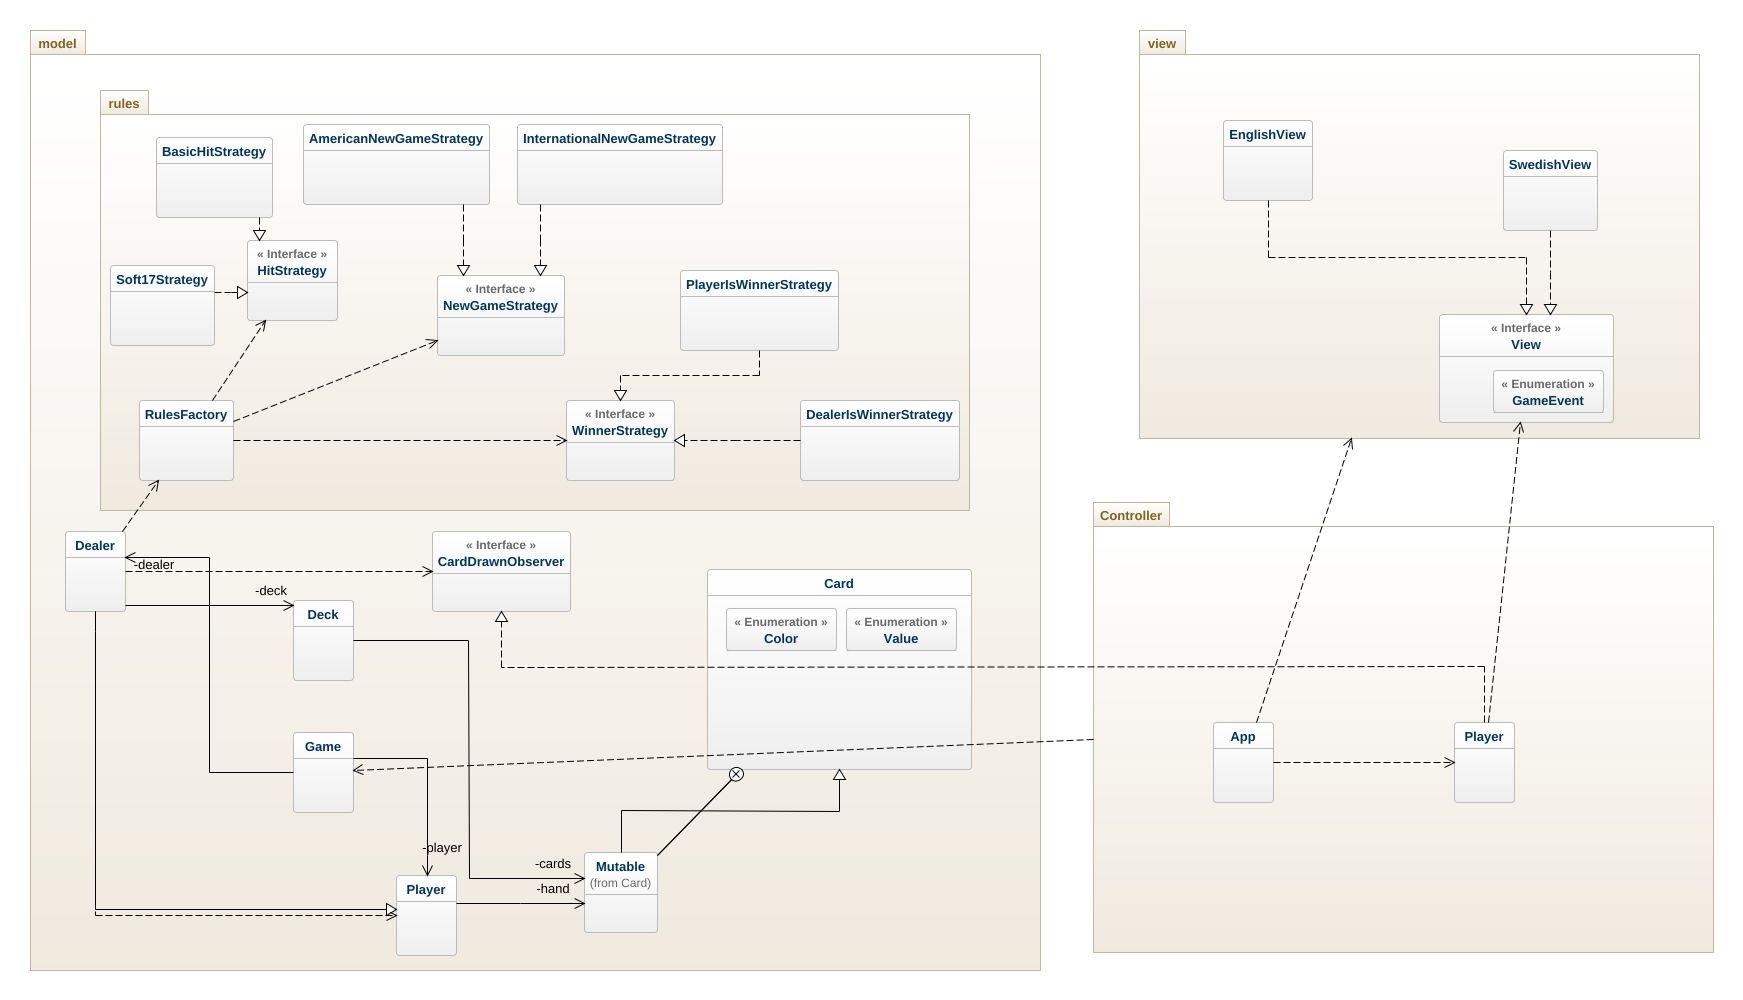 model
rules
BasicHitStrategy
AmericanNewGameStrategy
InternationalNewGameStrategy
« Interface »
HitStrategy
Soft17Strategy
« Interface »
NewGameStrategy
PlayerIsWinnerStrategy
RulesFactory
« Interface »
WinnerStrategy
DealerIsWinnerStrategy
Dealer
-dealer
« Interface »
CardDrawnObserver
-deck
Deck
Card
« Enumeration »
Color
« Enumeration »
Value
Game
-player
Player
-cards
-hand
Mutable
(from Card)
view
EnglishView
SwedishView
« Interface »
View
« Enumeration »
GameEvent
Controller
App
Player